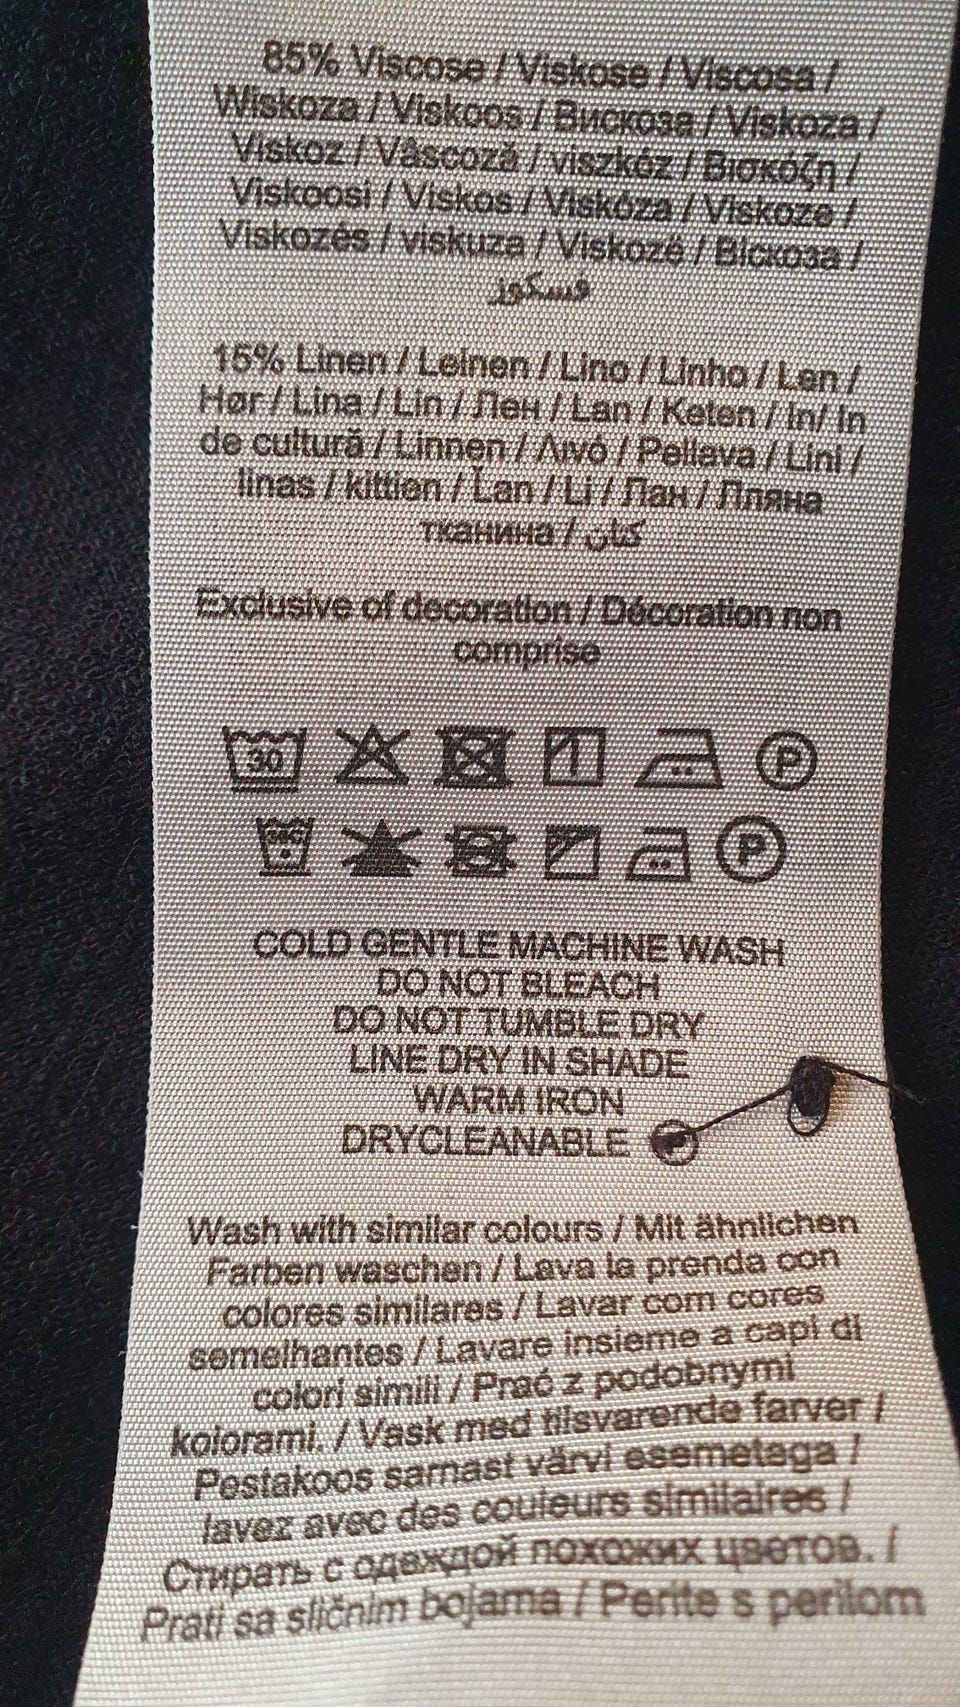 85% Viscose / Viskose / Viscosa /
Wiskoza / Viskoos / Вискоза / Viskoza /
Viskoz / Vâscoză / viszkóz / Βισκόζη /
Viskoosi / Viskos / Viskóza / Viskoze /
Viskozės / viskuza / Viskozė / Віскоза /
فسكوز
15% Linen / Leinen / Lino / Linho / Len /
Hør / Lina / Lin / Лен / Lan / Keten / In/ In
de cultură / Linnen / Λινό / Pellava / Lini /
linas / kittien / Ľan / Li / Лан / Лляна
тканина / كتان
Exclusive of decoration / Décoration non
comprise
30 P
30C P
COLD GENTLE MACHINE WASH
DO NOT BLEACH
DO NOT TUMBLE DRY
LINE DRY IN SHADE
WARM IRON
DRYCLEANABLE
Wash with similar colours / Mit ähnlichen
Farben waschen / Lava la prenda con
colores similares / Lavar com cores
semelhantes / Lavare insieme a capi di
colori simili / Prać z podobnymi
kolorami. / Vask med tilsvarende farver /
Pestakoos sarnast värvi esemetega /
lavez avec des couleurs similaires /
Стирать с одеждой похожих цветов. /
Prati sa sličnim bojama / Perite s perilom